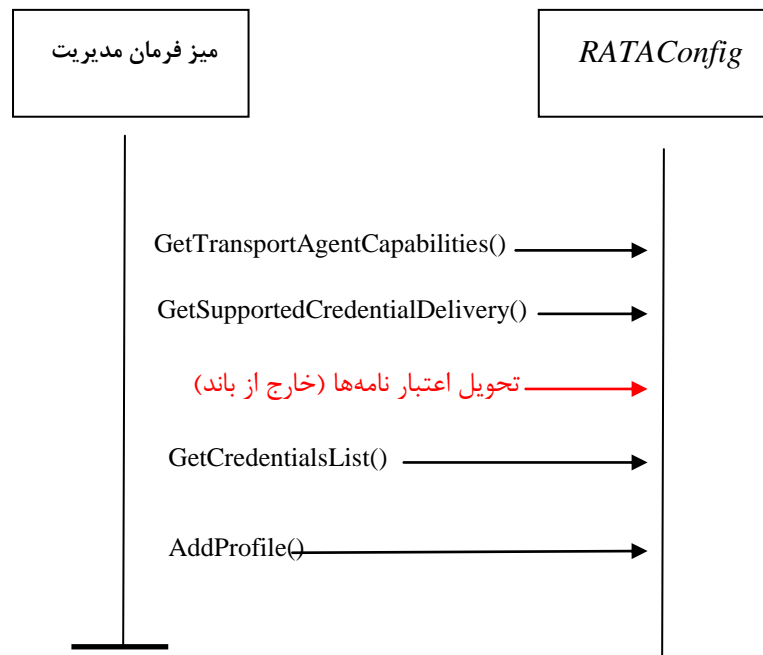 میز فرمان مدیریت
RATAConfig
GetTransportAgentCapabilities()
GetSupportedCredentialDelivery()
تحویل اعتبار نامه‌ها (خارج از باند)
GetCredentialsList()
AddProfile()